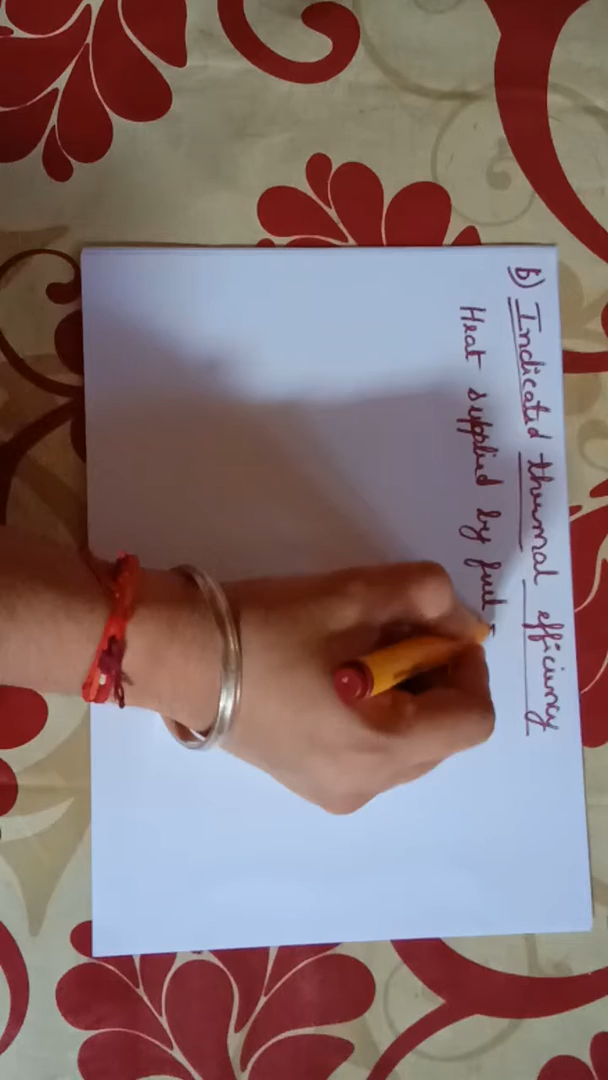 b) Indicated thermal efficiency
Heat supplied by fuel =